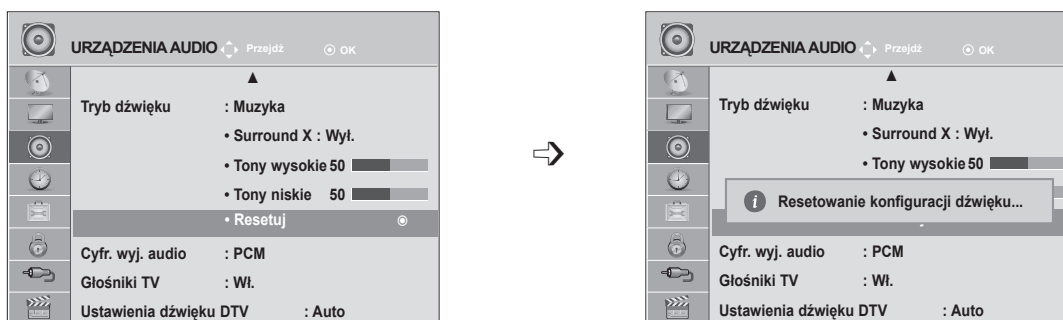 URZĄDZENIA AUDIO Przejdź OK
Tryb dźwięku : Muzyka
• Surround X : Wył.
• Tony wysokie 50
• Tony niskie 50
• Resetuj
Cyfr. wyj. audio : PCM
Głośniki TV : Wł.
Ustawienia dźwięku DTV : Auto
URZĄDZENIA AUDIO Przejdź OK
Tryb dźwięku : Muzyka
• Surround X : Wył.
• Tony wysokie 50
i Resetowanie konfiguracji dźwięku...
Cyfr. wyj. audio : PCM
Głośniki TV : Wł.
Ustawienia dźwięku DTV : Auto